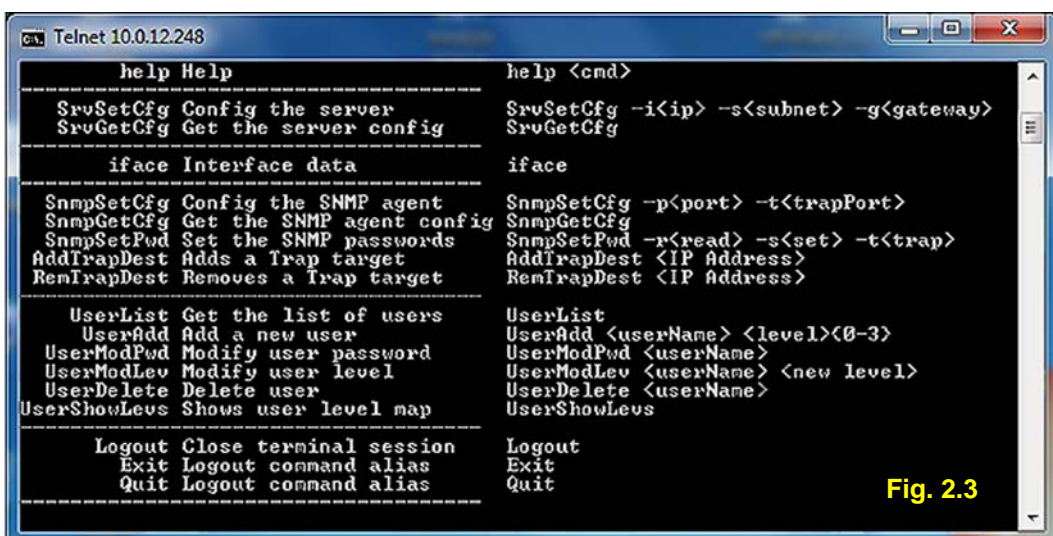 Telnet 10.0.12.248
help Help help <cmd>
SrvSetCfg Config the server SrvSetCfg -i<ip> -s<subnet> -g<gateway>
SrvGetCfg Get the server config SrvGetCfg
iface Interface data iface
SnmpSetCfg Config the SNMP agent SnmpSetCfg -p<port> -t<trapPort>
SnmpGetCfg Get the SNMP agent config SnmpGetCfg
SnmpSetPwd Set the SNMP passwords SnmpSetPwd -r<read> -s<set> -t<trap>
AddTrapDest Adds a Trap target AddTrapDest <IP Address>
RemTrapDest Removes a Trap target RemTrapDest <IP Address>
UserList Get the list of users UserList
UserAdd Add a new user UserAdd <userName> <level>(0-3)
UserModPwd Modify user password UserModPwd <userName>
UserModLev Modify user level UserModLev <userName> <new level>
UserDelete Delete user UserDelete <userName>
UserShowLevs Shows user level map UserShowLevs
Logout Close terminal session Logout
Exit Logout command alias Exit
Quit Logout command alias Quit
Fig. 2.3